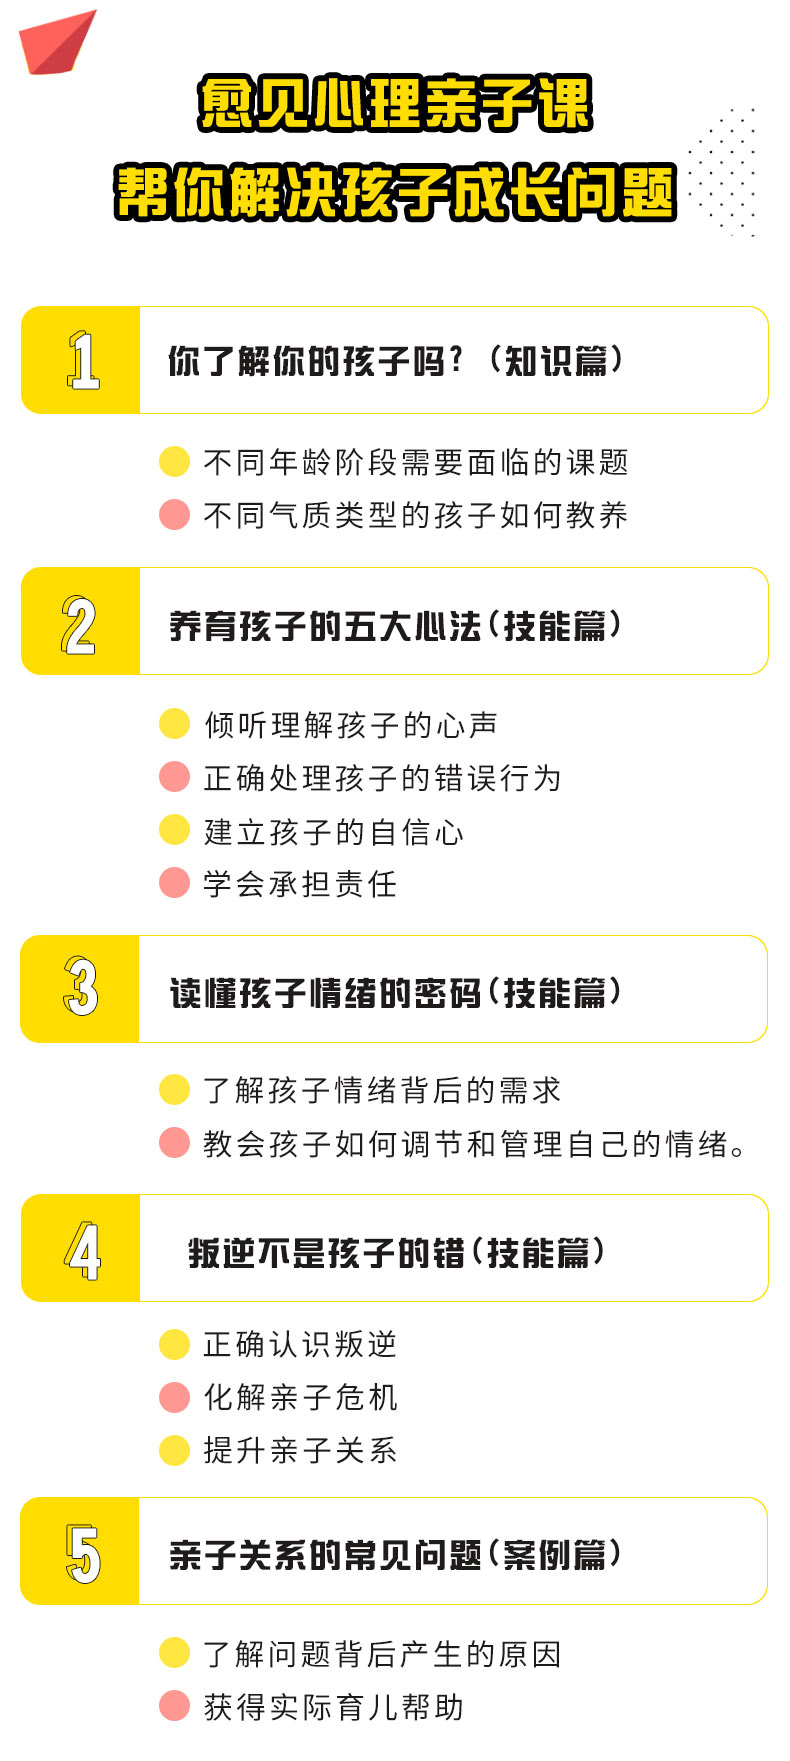 愈见心理亲子课
帮你解决孩子成长问题
1
你了解你的孩子吗？(知识篇)
不同年龄阶段需要面临的课题
不同气质类型的孩子如何教养
2
养育孩子的五大心法(技能篇)
倾听理解孩子的心声
正确处理孩子的错误行为
建立孩子的自信心
学会承担责任
3
读懂孩子情绪的密码(技能篇)
了解孩子情绪背后的需求
教会孩子如何调节和管理自己的情绪。
4
叛逆不是孩子的错(技能篇)
正确认识叛逆
化解亲子危机
提升亲子关系
5
亲子关系的常见问题(案例篇)
了解问题背后产生的原因
获得实际育儿帮助